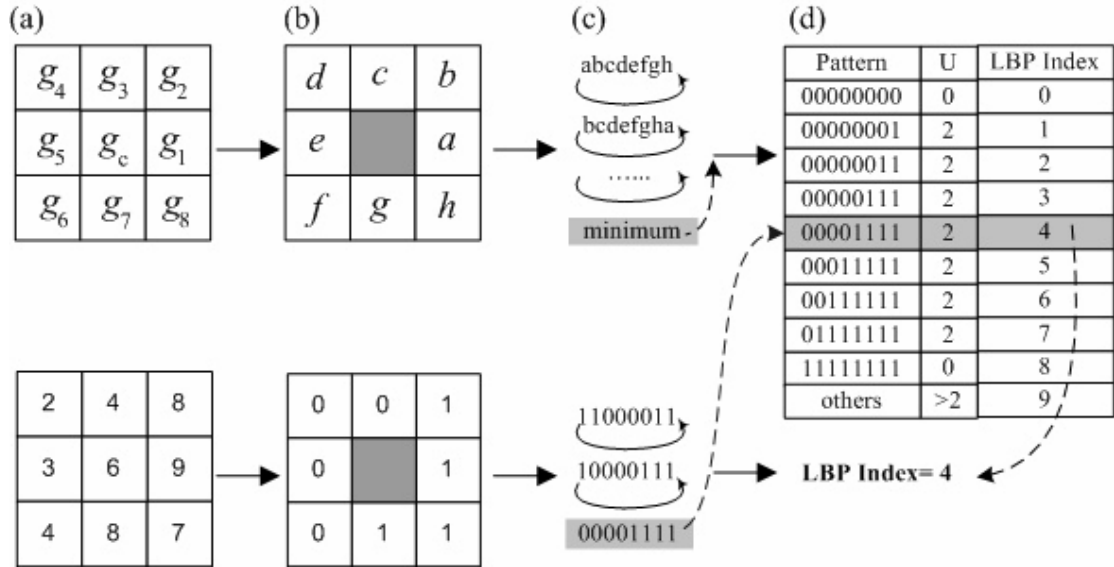 (a) (b) (c) (d)
g4 g3 g2
g5 gc g1
g6 g7 g8
d c b
e a
f g h
abcdefgh
bcdefgha
......
minimum
Pattern U LBP Index
00000000 0 0
00000001 2 1
00000011 2 2
00000111 2 3
00001111 2 4
00011111 2 5
00111111 2 6
01111111 2 7
11111111 0 8
others >2 9
2 4 8
3 6 9
4 8 7
0 0 1
0 1
0 1 1
11000011
10000111
00001111
LBP Index= 4